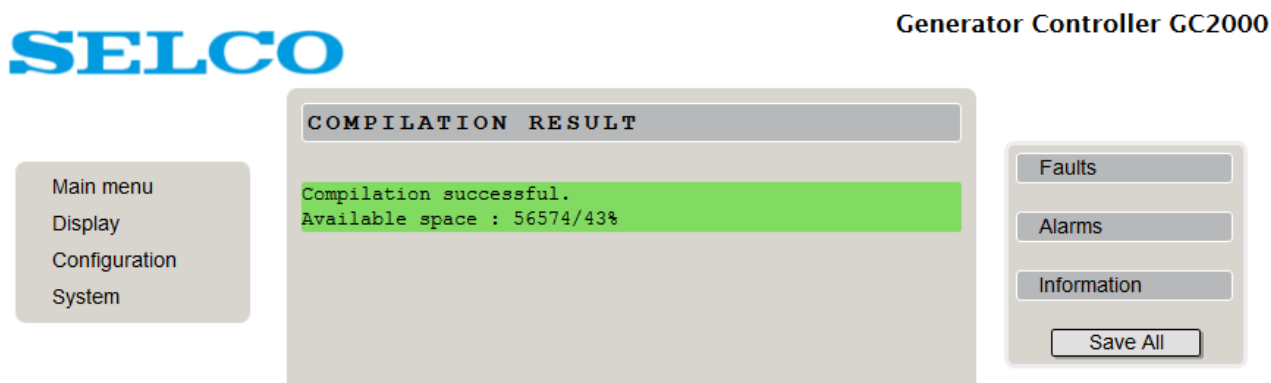 SELCO
Generator Controller GC2000
COMPILATION RESULT
Main menu
Display
Configuration
System
Compilation successful.
Available space : 56574/43%
Faults
Alarms
Information
Save All